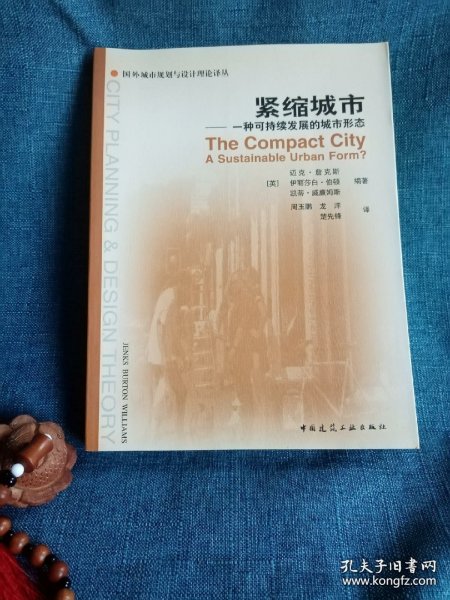 国外城市规划与设计理论译丛
CITY PLANNING & DESIGN THEORY
紧缩城市
—— 一种可持续发展的城市形态
The Compact City
A Sustainable Urban Form?
迈克·詹克斯
[英] 伊丽莎白·伯顿 编著
凯蒂·威廉姆斯
周玉鹏 龙洋
楚先锋 译
JENKS BURTON WILLIAMS
中国建筑工业出版社
孔夫子旧书网
www.kongfz.com